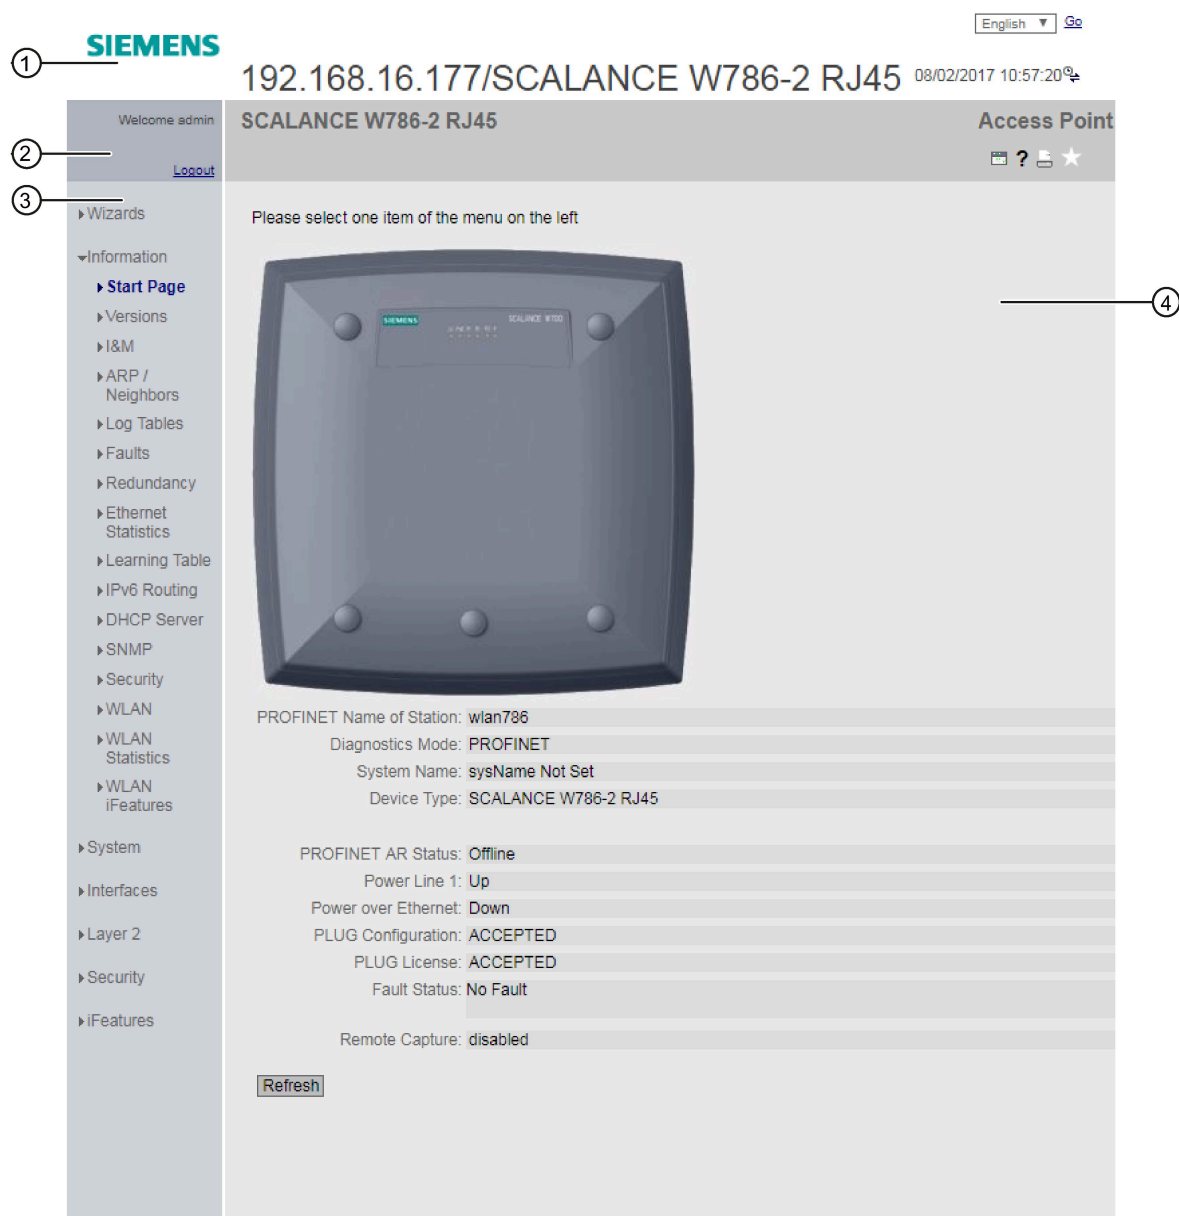 English Go
SIEMENS
1
192.168.16.177/SCALANCE W786-2 RJ45 08/02/2017 10:57:20
Welcome admin
SCALANCE W786-2 RJ45
Access Point
2
Logout
?
3
Wizards
Please select one item of the menu on the left
Information
Start Page
Versions
I&M
ARP /
Neighbors
Log Tables
Faults
Redundancy
Ethernet
Statistics
Learning Table
IPv6 Routing
DHCP Server
SNMP
Security
WLAN
WLAN
Statistics
WLAN
iFeatures
System
Interfaces
Layer 2
Security
iFeatures
SIEMENS
SCALANCE W700
4
PROFINET Name of Station: wlan786
Diagnostics Mode: PROFINET
System Name: sysName Not Set
Device Type: SCALANCE W786-2 RJ45
PROFINET AR Status: Offline
Power Line 1: Up
Power over Ethernet: Down
PLUG Configuration: ACCEPTED
PLUG License: ACCEPTED
Fault Status: No Fault
Remote Capture: disabled
Refresh